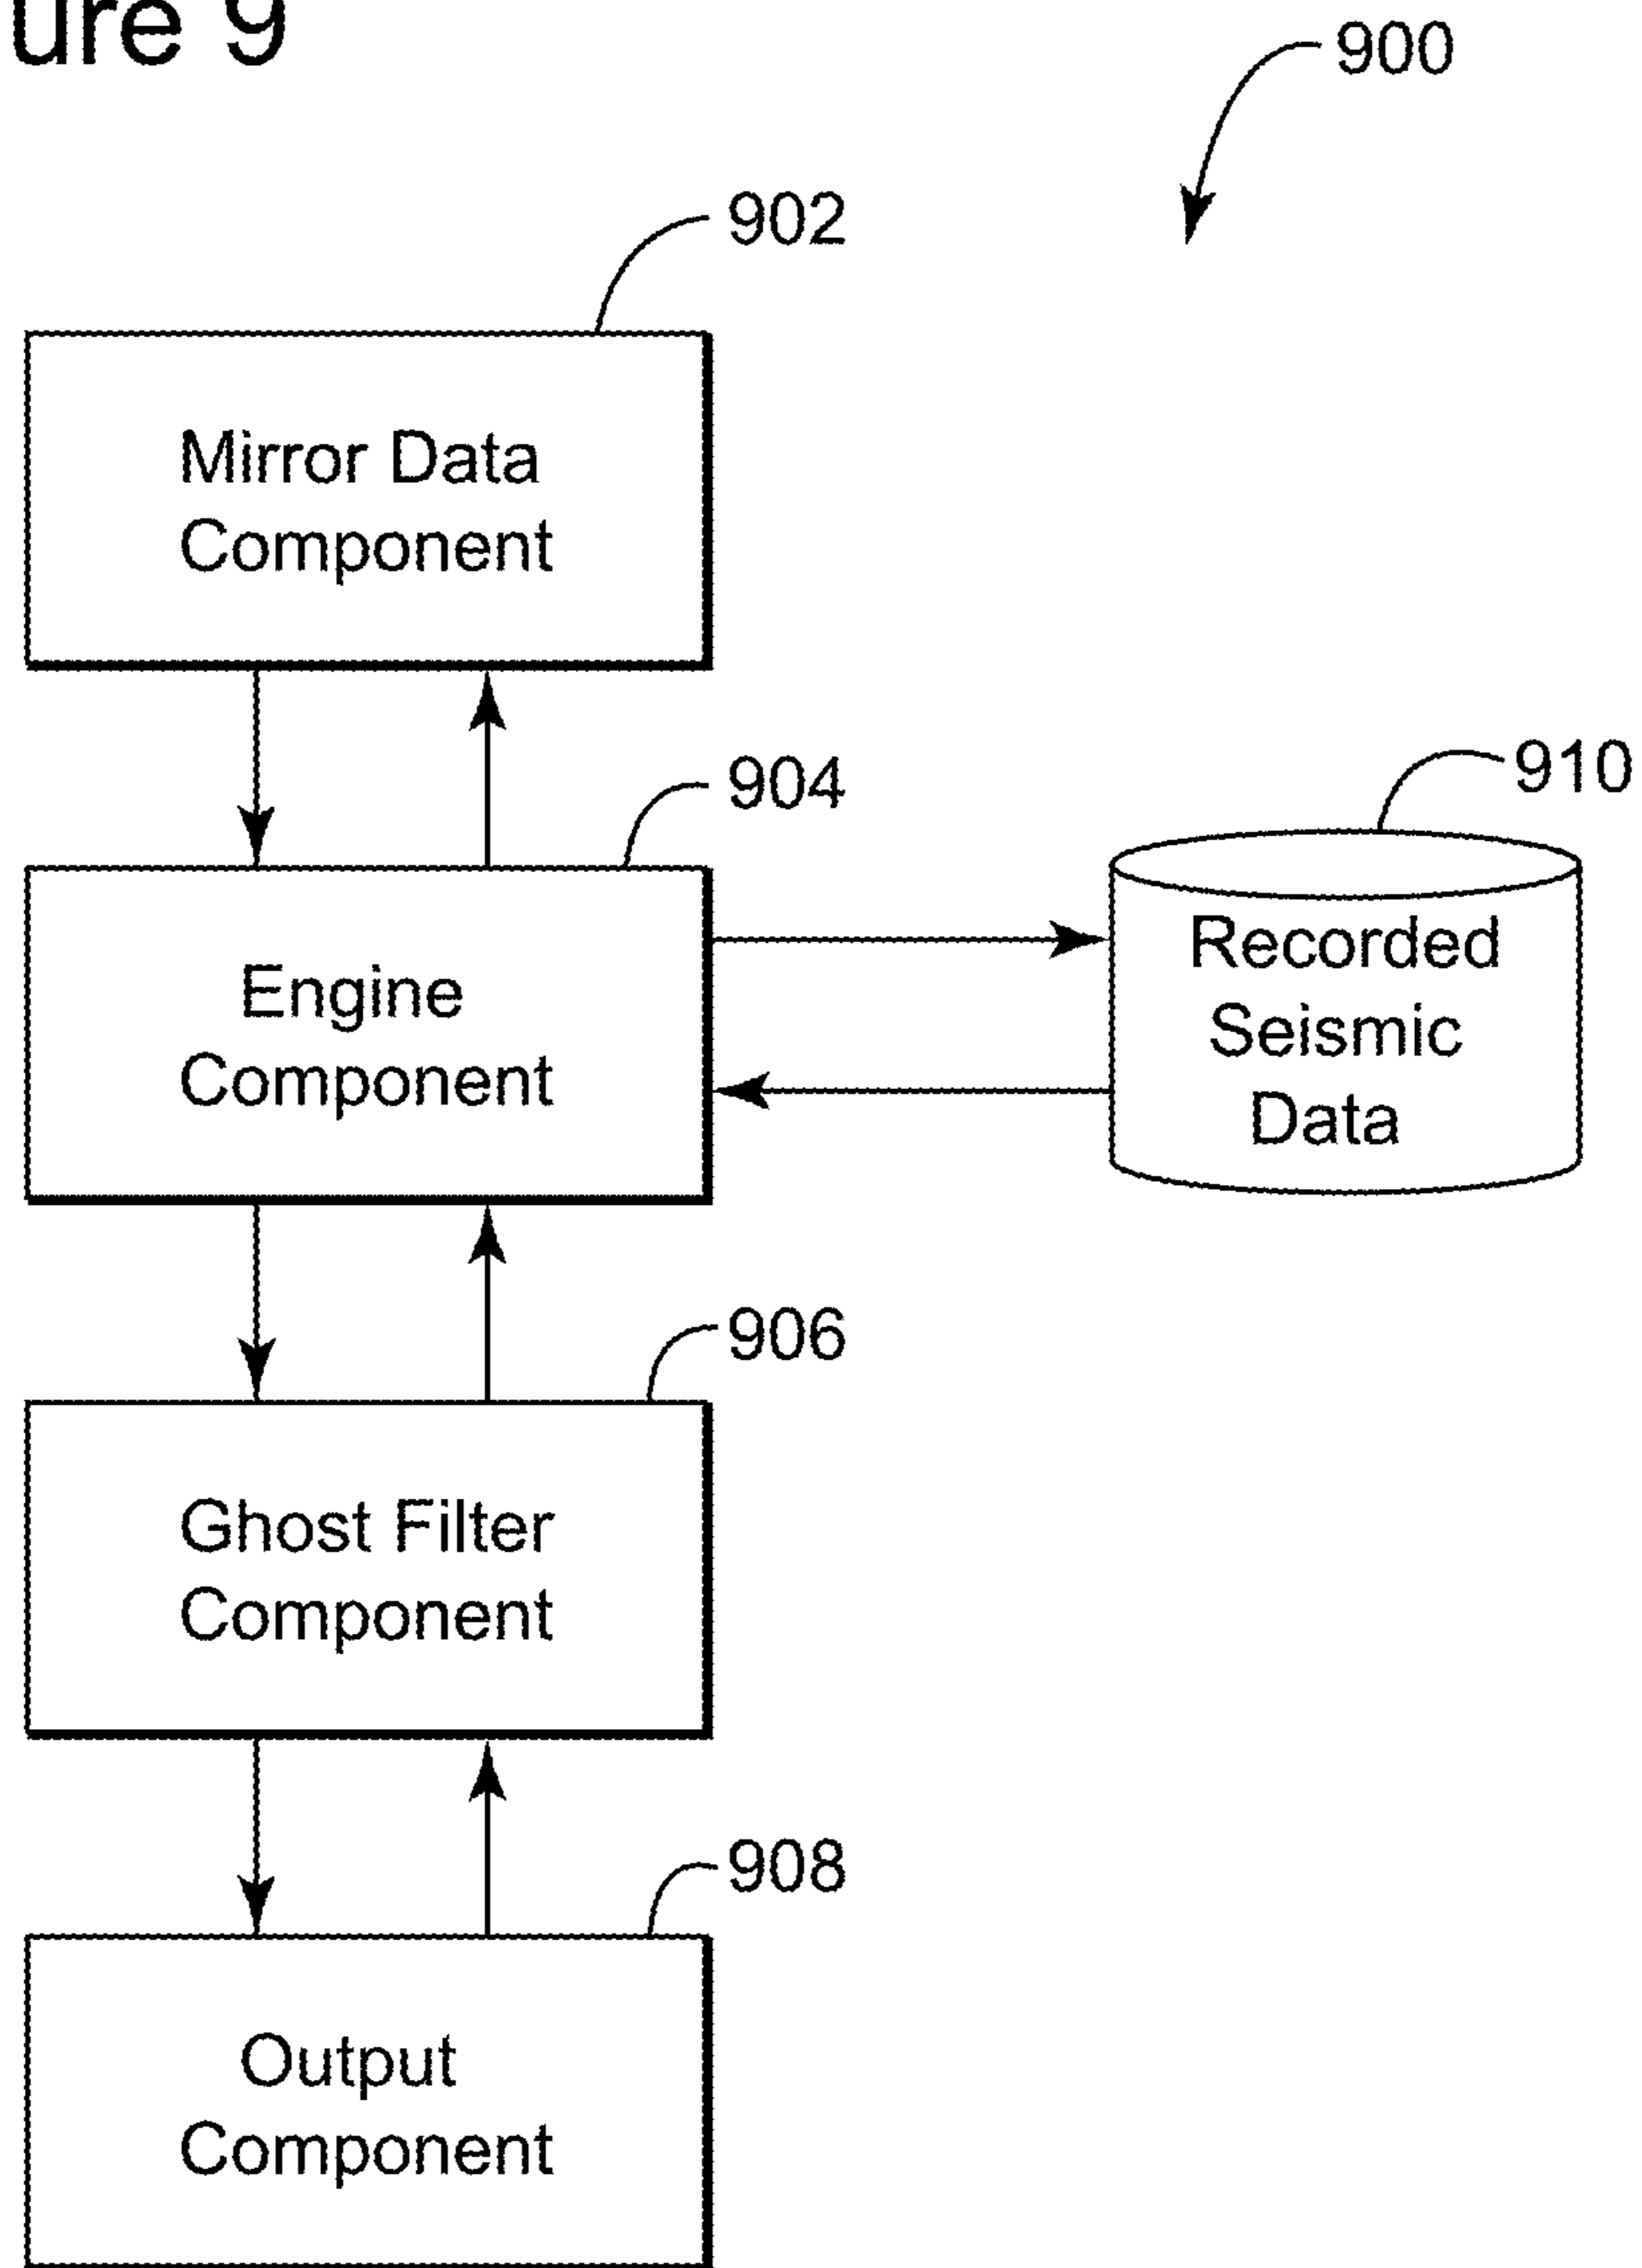 ure 9
900
902
Mirror Data
Component
904
910
Engine
Component
Recorded
Seismic
Data
906
Ghost Filter
Component
908
Output
Component